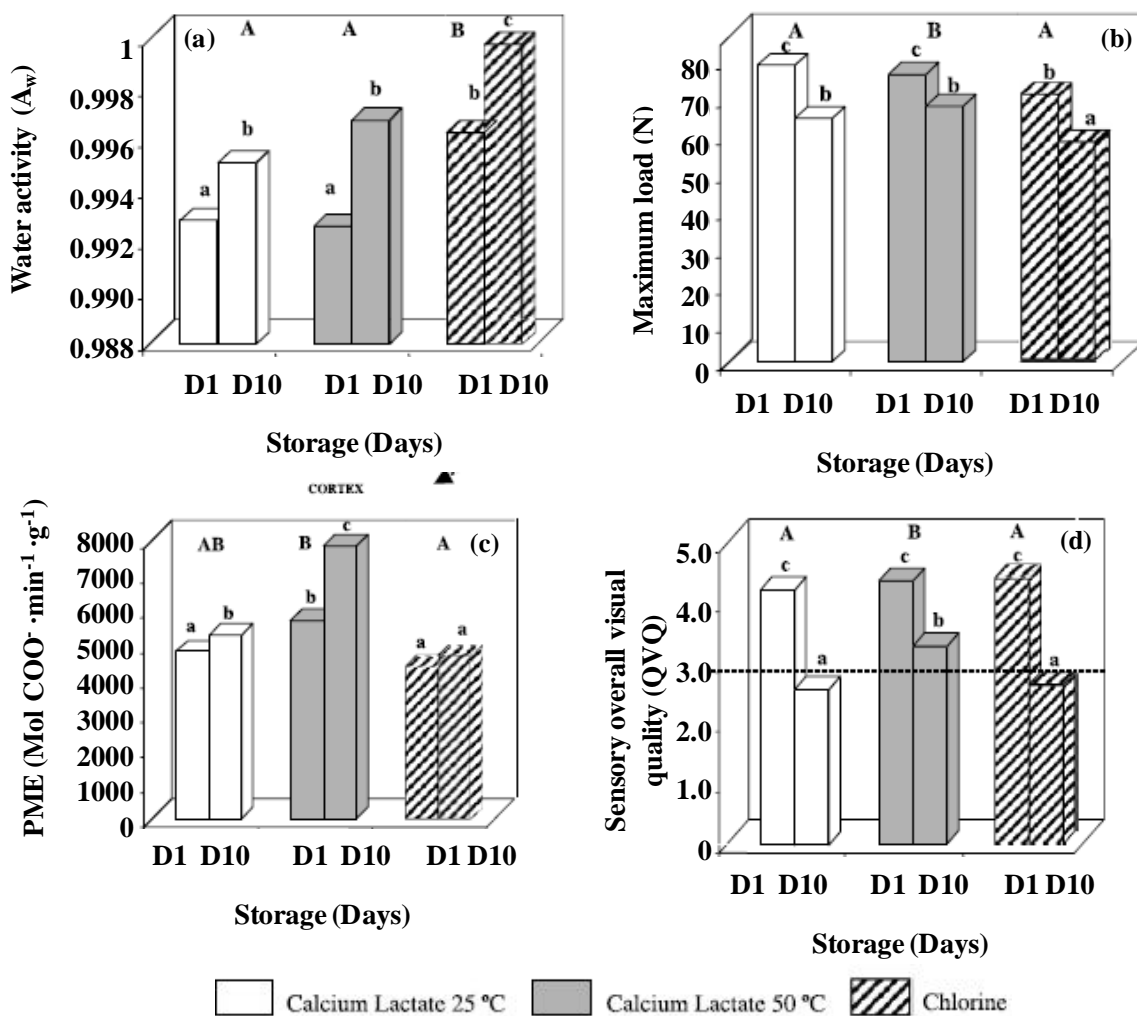 (a)
A A B
c
b
b
b
a
a
1
0.998
0.996
0.994
0.992
0.990
0.988
Water activity (Aw)
D1 D10 D1 D10 D1 D10
Storage (Days)
(b)
A B A
c c b
b b a
80
70
60
50
40
30
20
10
0
Maximum load (N)
D1 D10 D1 D10 D1 D10
Storage (Days)
CORTEX
(c)
AB B A
c
a b b a a
8000
7000
6000
5000
4000
3000
2000
1000
0
PME (Mol COO- ·min-1 ·g-1)
D1 D10 D1 D10 D1 D10
Storage (Days)
(d)
A B A
c c c
a b a
5.0
4.0
3.0
2.0
1.0
0
Sensory overall visual
quality (QVQ)
D1 D10 D1 D10 D1 D10
Storage (Days)
Calcium Lactate 25 ºC Calcium Lactate 50 ºC Chlorine